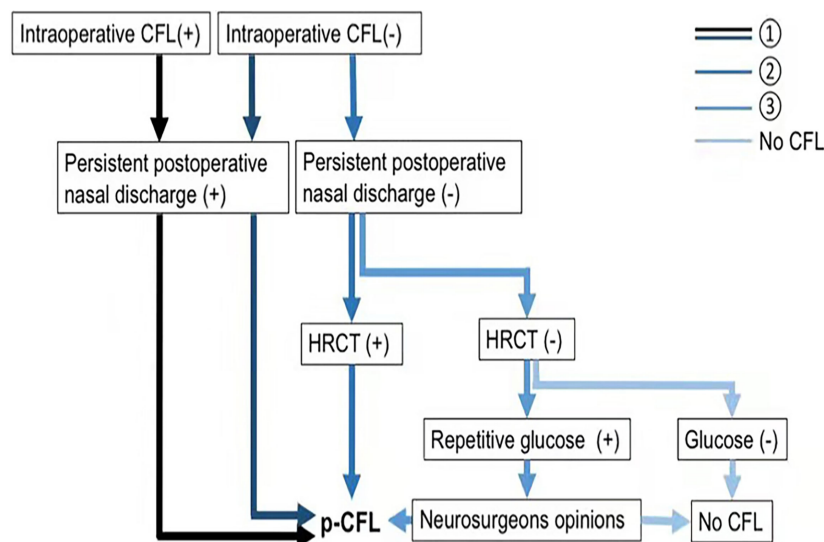 Intraoperative CFL(+)
Intraoperative CFL(-)
①
②
③
No CFL
Persistent postoperative
nasal discharge (+)
Persistent postoperative
nasal discharge (-)
HRCT (+)
HRCT (-)
Repetitive glucose (+)
Glucose (-)
p-CFL
Neurosurgeons opinions
No CFL